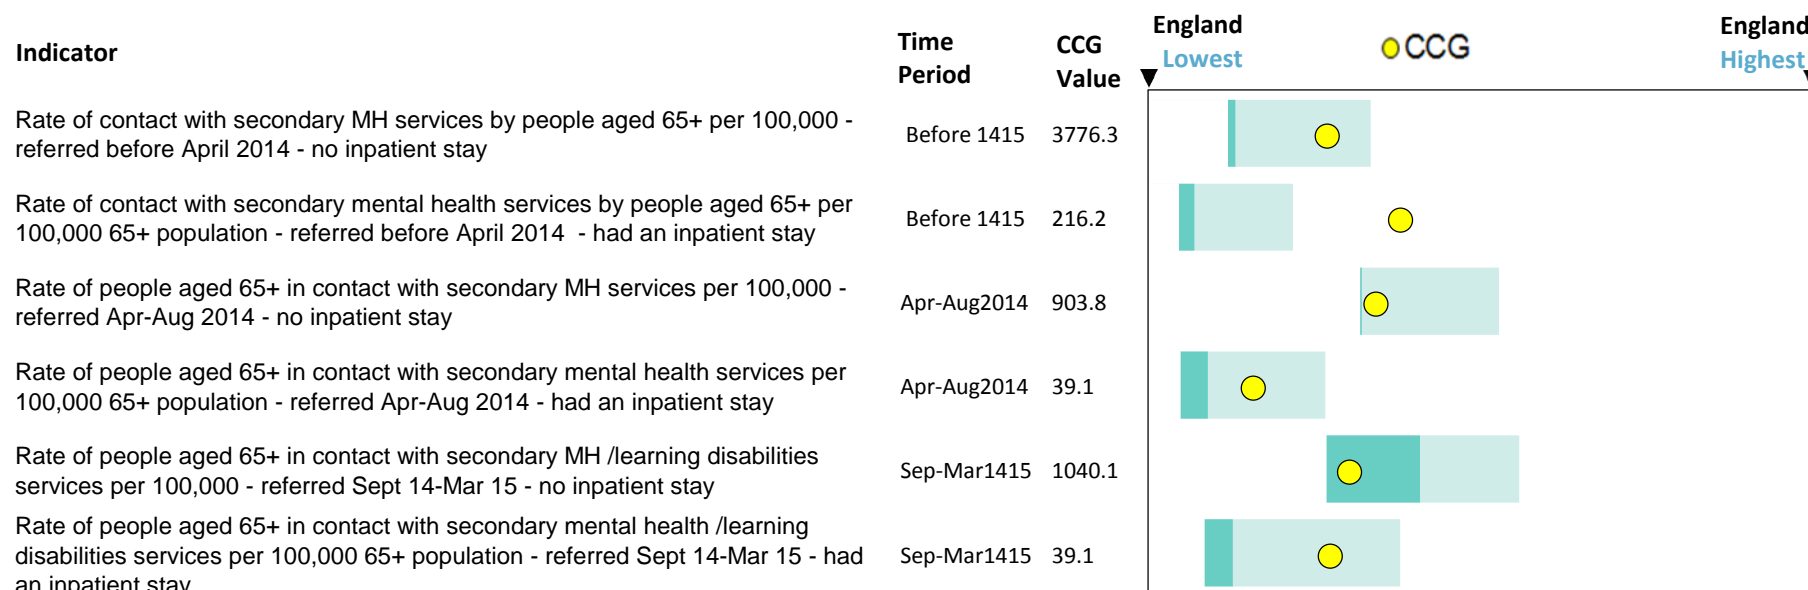 Indicator
Time
Period
CCG
Value
England
Lowest
CCG
England
Highest
Rate of contact with secondary MH services by people aged 65+ per 100,000 -
referred before April 2014 - no inpatient stay
Before 1415 3776.3
Rate of contact with secondary mental health services by people aged 65+ per
100,000 65+ population - referred before April 2014 - had an inpatient stay
Before 1415 216.2
Rate of people aged 65+ in contact with secondary MH services per 100,000 -
referred Apr-Aug 2014 - no inpatient stay
Apr-Aug2014 903.8
Rate of people aged 65+ in contact with secondary mental health services per
100,000 65+ population - referred Apr-Aug 2014 - had an inpatient stay
Apr-Aug2014 39.1
Rate of people aged 65+ in contact with secondary MH /learning disabilities
services per 100,000 - referred Sept 14-Mar 15 - no inpatient stay
Sep-Mar1415 1040.1
Rate of people aged 65+ in contact with secondary mental health /learning
disabilities services per 100,000 65+ population - referred Sept 14-Mar 15 - had
an inpatient stay
Sep-Mar1415 39.1